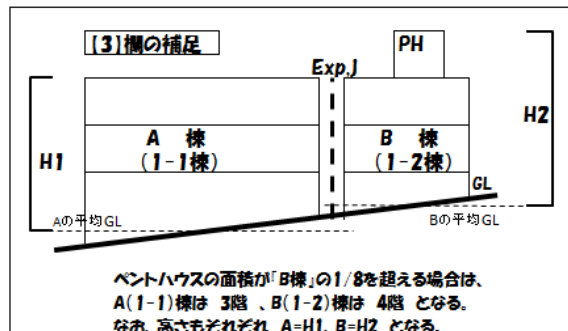 【3】欄の補足
PH
Exp.J
H2
A 棟
(1-1棟)
B 棟
(1-2棟)
H1
GL
Aの平均GL
Bの平均GL
ペントハウスの面積が「B棟」の1/8を超える場合は、
A(1-1)棟は 3階 、B(1-2)棟は 4階 となる。
なお、高さもそれぞれ A=H1、B=H2 となる。